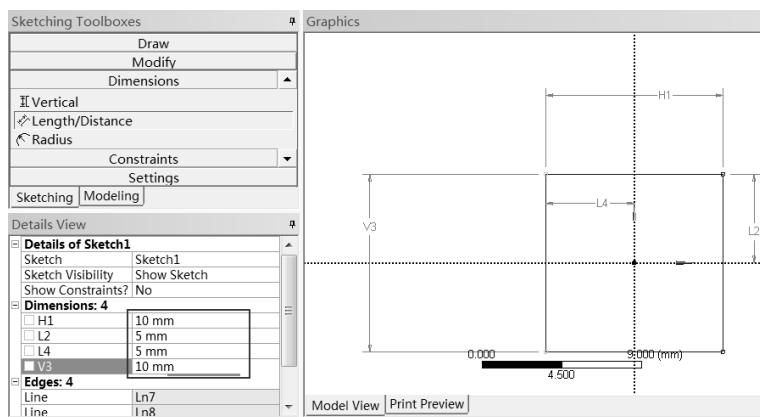 Sketching Toolboxes
Draw
Modify
Dimensions
Vertical
Length/Distance
Radius
Constraints
Settings
Sketching Modeling
Details View
Details of Sketch1
Sketch Sketch1
Sketch Visibility Show Sketch
Show Constraints? No
Dimensions: 4
H1 10 mm
L2 5 mm
L4 5 mm
V3 10 mm
Edges: 4
Line Ln7
Line Ln8
Graphics
H1
L4
V3
L2
0.000 9.000 (mm)
4.500
Model View Print Preview